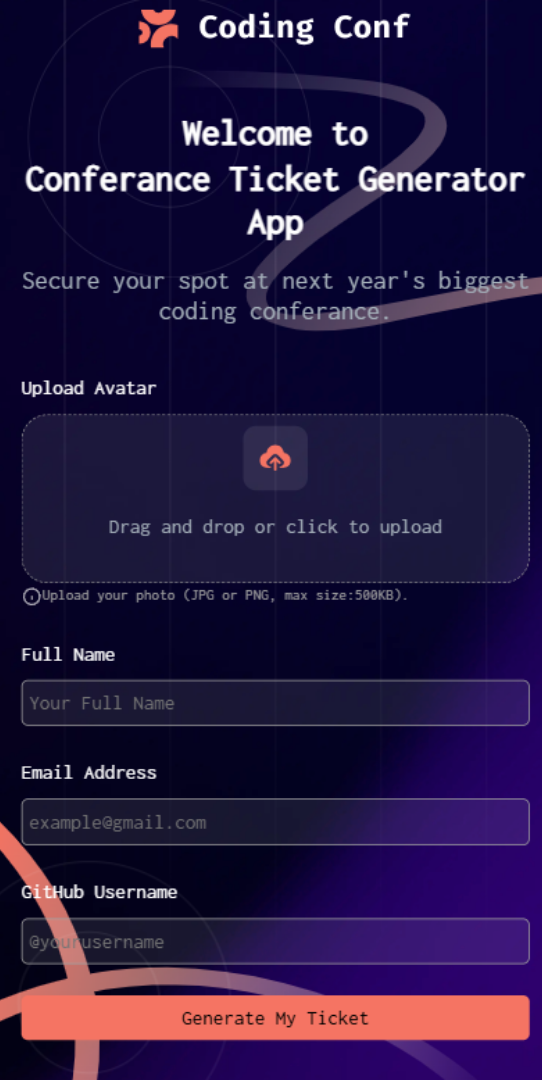 Coding Conf
Welcome to
Conferance Ticket Generator
App
Secure your spot at next year's biggest
coding conferance.
Upload Avatar
Drag and drop or click to upload
Upload your photo (JPG or PNG, max size:500KB).
Full Name
Your Full Name
Email Address
example@gmail.com
GitHub Username
@yourusername
Generate My Ticket